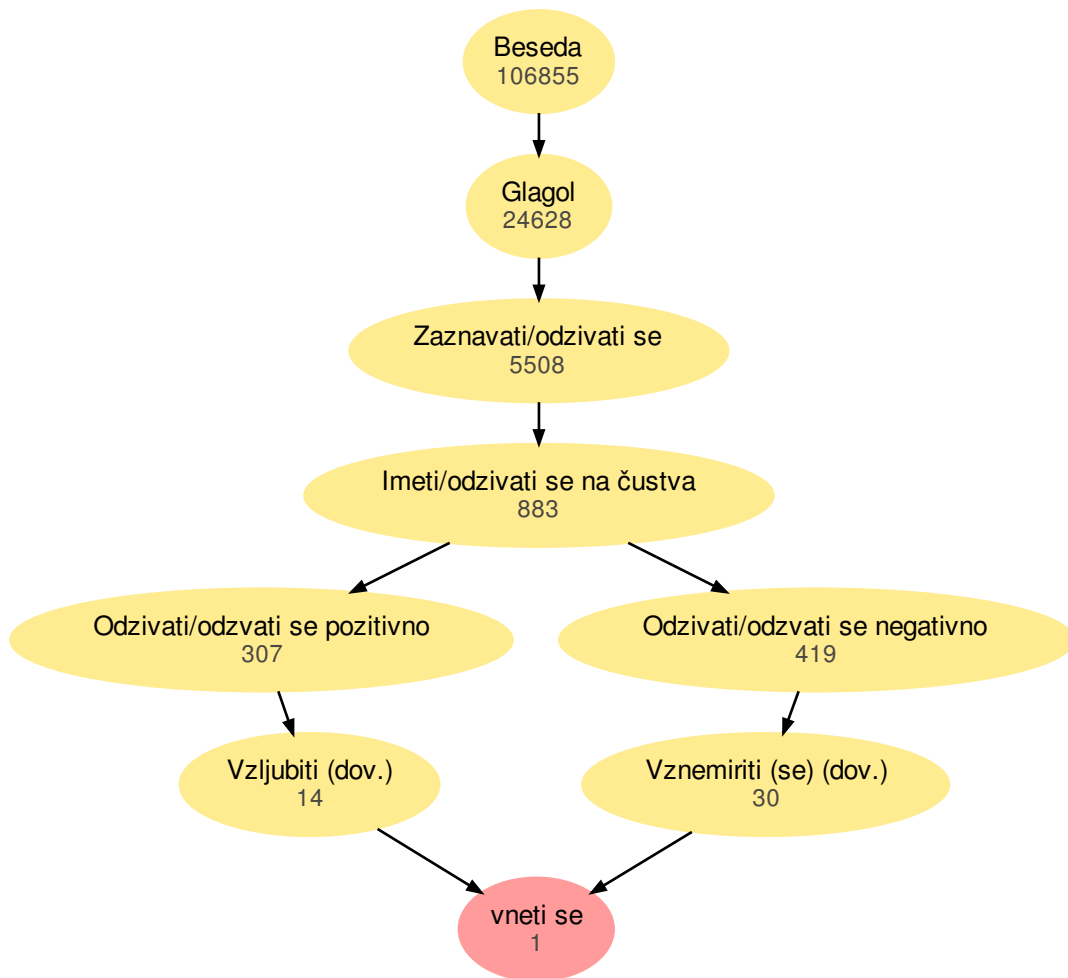 Beseda
106855
Glagol
24628
Zaznavati/odzivati se
5508
Imeti/odzivati se na čustva
883
Odzivati/odzvati se pozitivno
307
Odzivati/odzvati se negativno
419
Vzljubiti (dov.)
14
Vznemiriti (se) (dov.)
30
vneti se
1